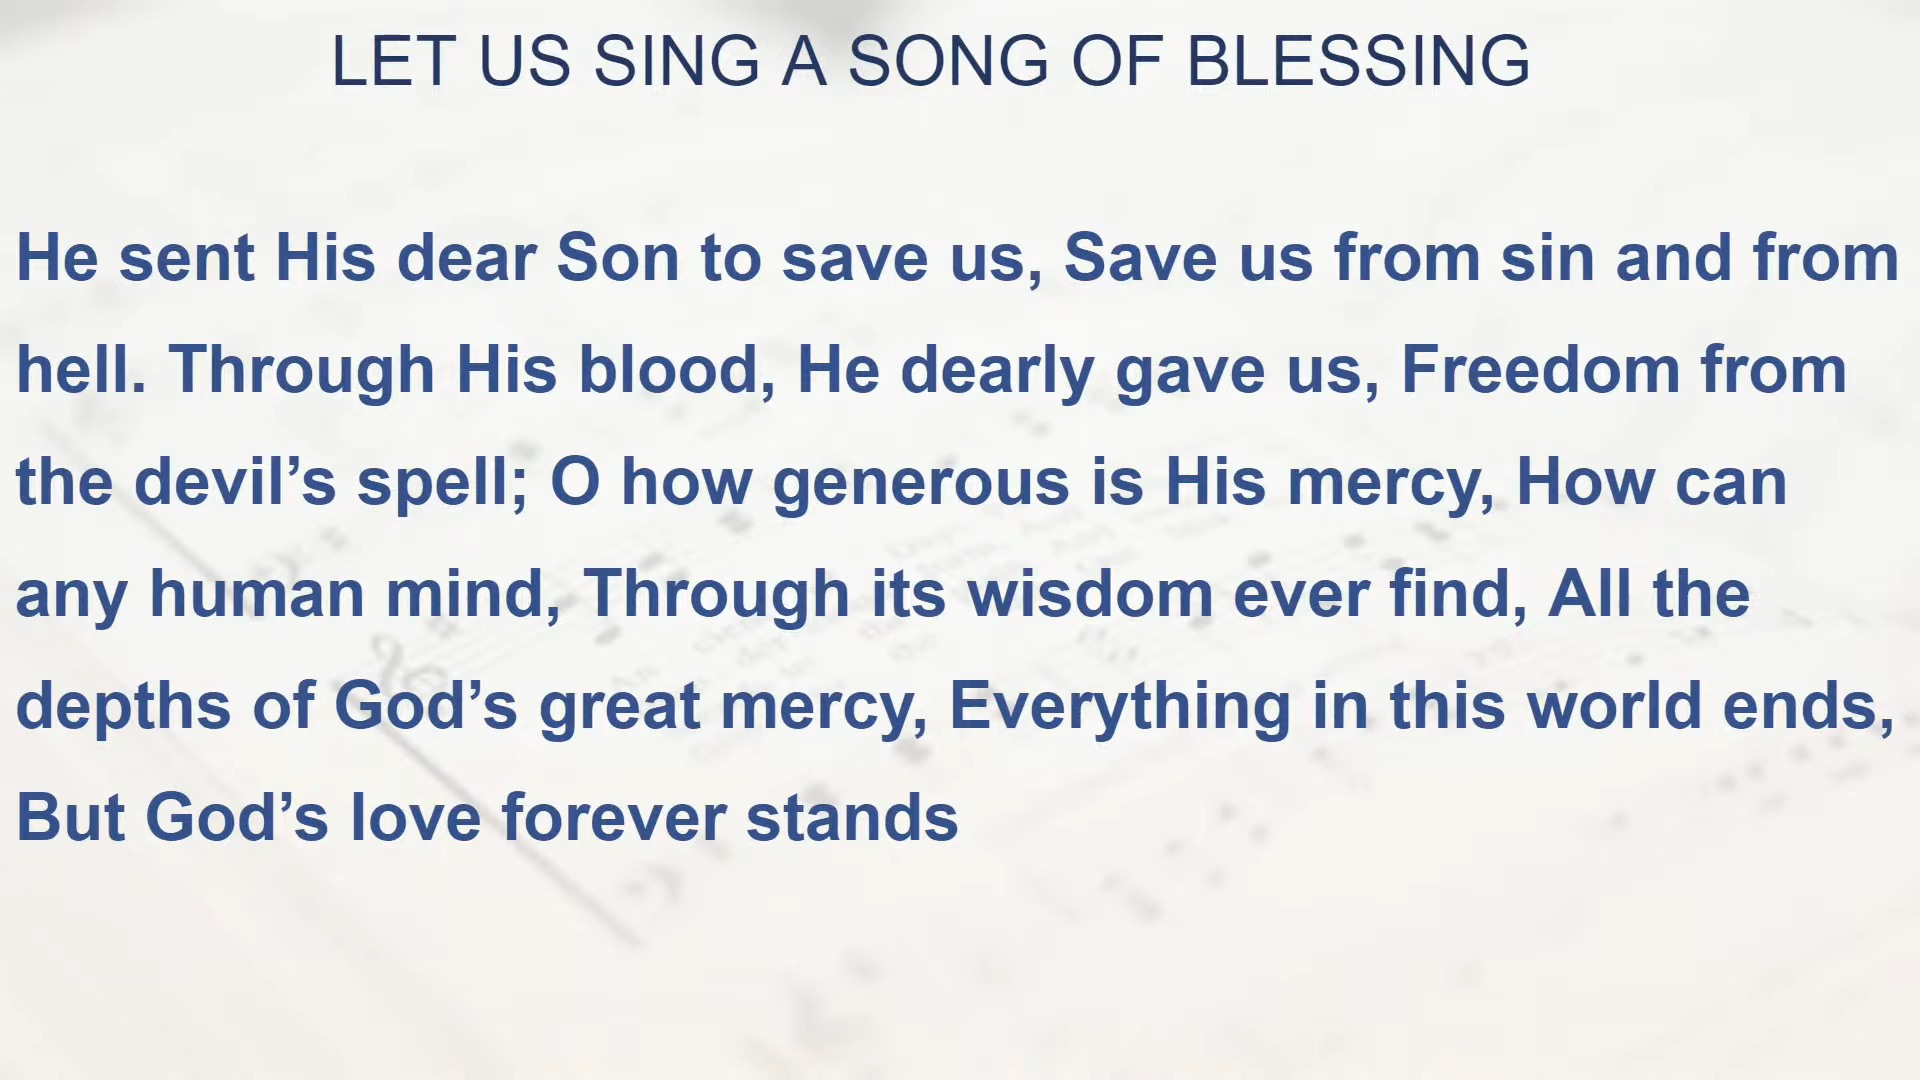 LET US SING A SONG OF BLESSING
He sent His dear Son to save us, Save us from sin and from
hell. Through His blood, He dearly gave us, Freedom from
the devil’s spell; O how generous is His mercy, How can
any human mind, Through its wisdom ever find, All the
depths of God’s great mercy, Everything in this world ends,
But God’s love forever stands